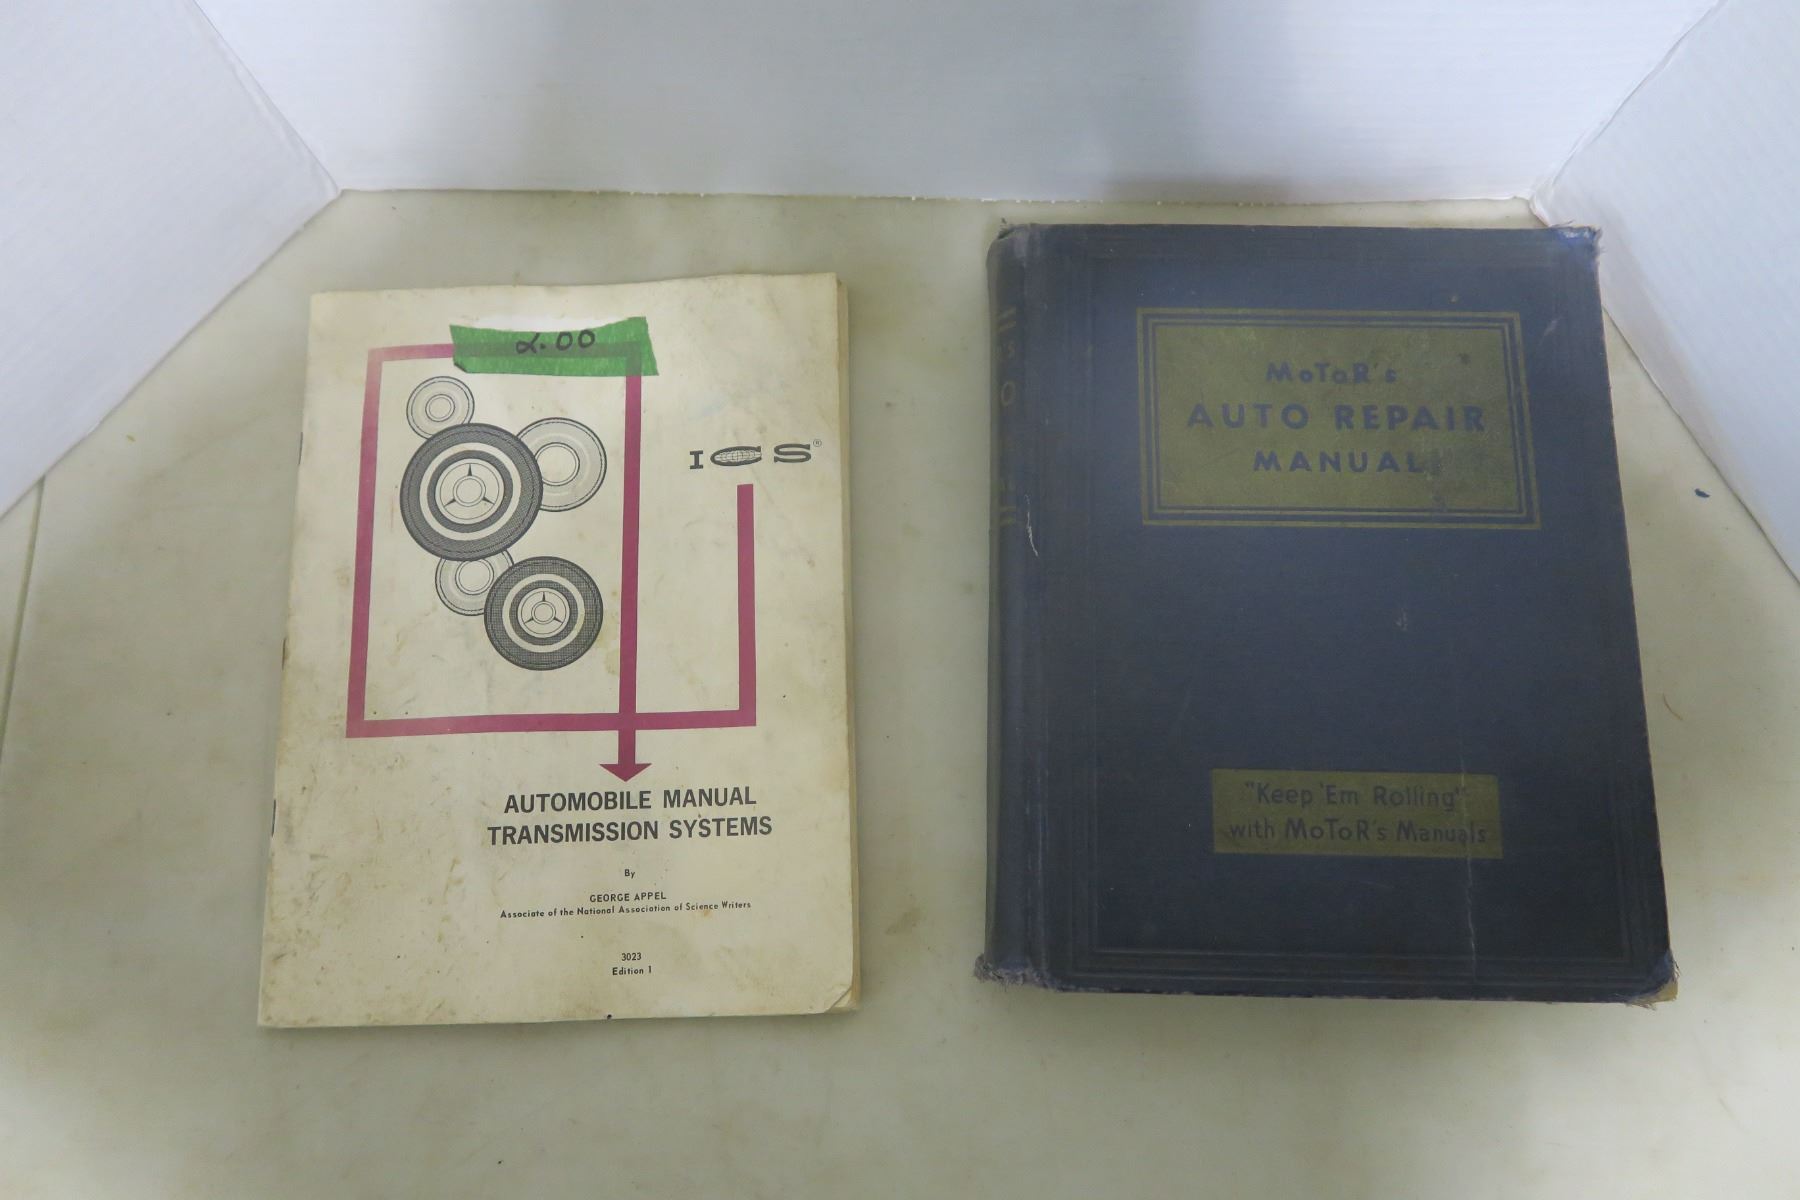 2.00
ICS®
AUTOMOBILE MANUAL
TRANSMISSION SYSTEMS
By
GEORGE APPEL
Associate of the National Association of Science Writers
3023
Edition 1
MoToR's
AUTO REPAIR
MANUAL
"Keep 'Em Rolling"
with MoToR's Manuals